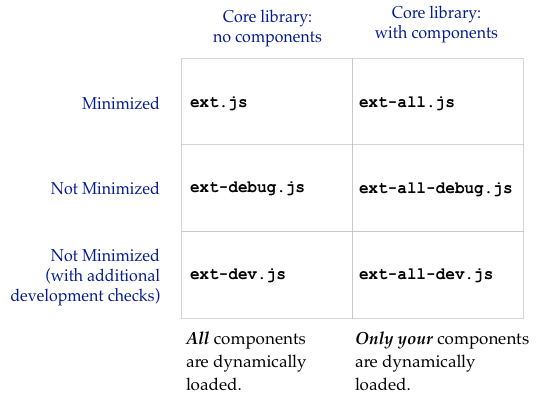 Core library:
no components
Core library:
with components
Minimized
ext.js
ext-all.js
Not Minimized
ext-debug.js
ext-all-debug.js
Not Minimized
(with additional
development checks)
ext-dev.js
ext-all-dev.js
All components
are dynamically
loaded.
Only your components
are dynamically
loaded.